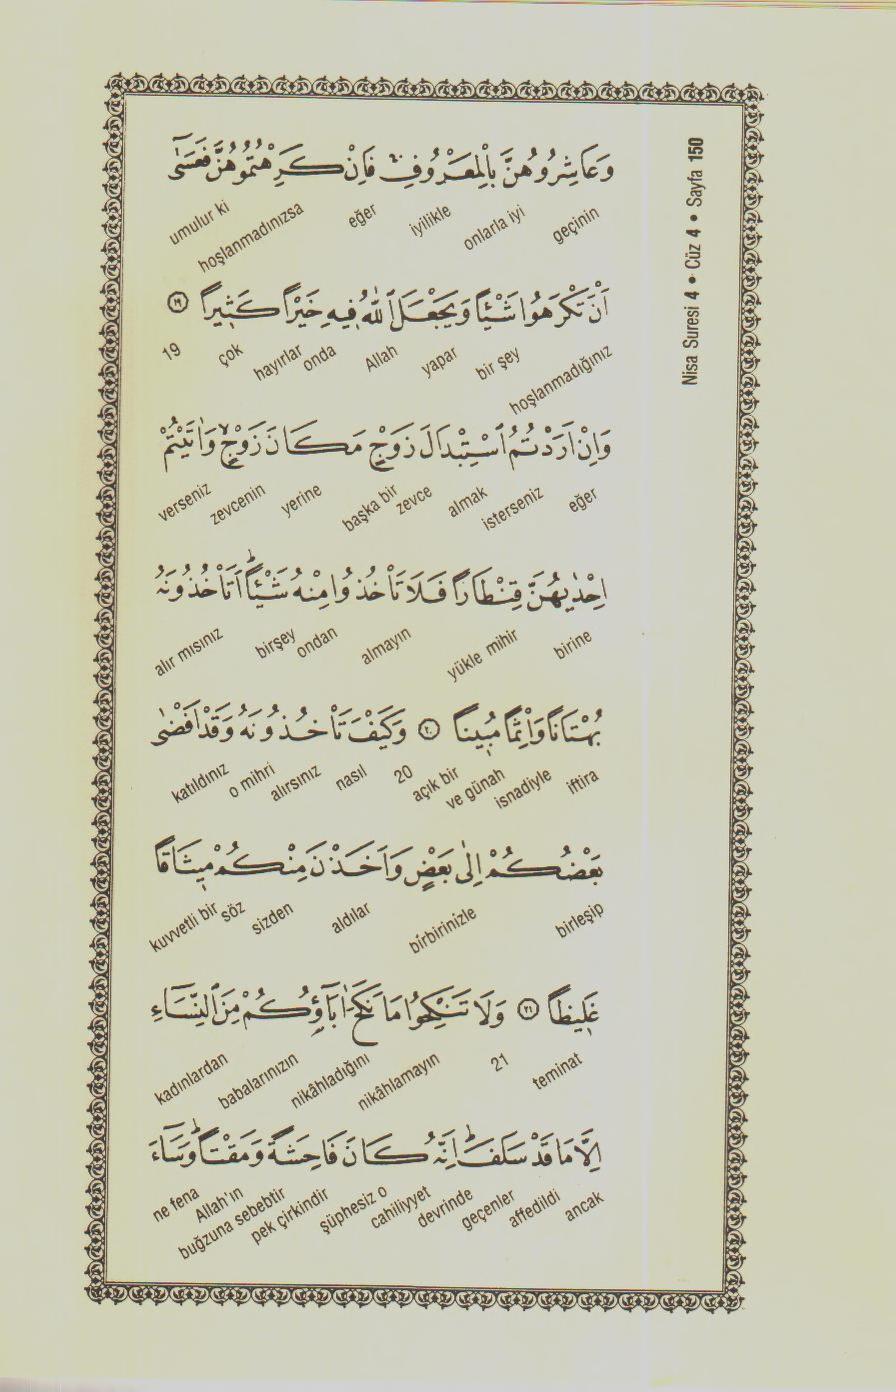 Nisa Suresi 4 • Cüz 4 • Sayfa 150
وَعَاشِرُوهُنَّ بِالْمَعْرُوفِۚ فَاِنْ كَرِهْتُمُوهُنَّ فَعَسٰٓى
geçinin onlarla iyi iyilikle eğer hoşlanmadınızsa umulur ki
اَنْ تَكْرَهُوا شَيْـًٔا وَيَجْعَلَ اللّٰهُ فِيهِ خَيْرًا كَثِيرًا ﴿١٩﴾
hoşlanmadığınız bir şey yapar Allah onda hayırlar çok 19
وَاِنْ اَرَدْتُمُ اسْتِبْدَالَ زَوْجٍ مَكَانَ زَوْجٍۙ وَاٰتَيْتُمْ
eğer isterseniz almak zevce başka bir yerine zevcenin verseniz
اِحْدٰيهُنَّ قِنْطَارًا فَلَا تَأْخُذُوا مِنْهُ شَيْـًٔاۜ اَتَأْخُذُونَهُ
birine yükle mihir almayın ondan birşey alır mısınız
بُهْتَانًا وَاِثْمًا مُبِينًا ﴿٢٠﴾ وَكَيْفَ تَأْخُذُونَهُ وَقَدْ اَفْضٰى
iftira isnadiyle ve günah açık bir 20 nasıl alırsınız o mihri katıldınız
بَعْضُكُمْ اِلٰى بَعْضٍ وَاَخَذْنَ مِنْكُمْ مِيثَاقًا
birleşip birbirinizle aldılar sizden söz kuvvetli bir
غَلِيظًا ﴿٢١﴾ وَلَا تَنْكِحُوا مَا نَكَحَ اٰبَٓاؤُكُمْ مِنَ النِّسَٓاءِ
teminat 21 nikâhlamayın nikâhladığını babalarınızın kadınlardan
اِلَّا مَا قَدْ سَلَفَۜ اِنَّهُ كَانَ فَاحِشَةً وَمَقْتًاۜ وَسَٓاءَ
ancak affedildi geçenler devrinde cahiliyyet şüphesiz o pek çirkindir buğzuna sebebtir Allah'ın ne fena